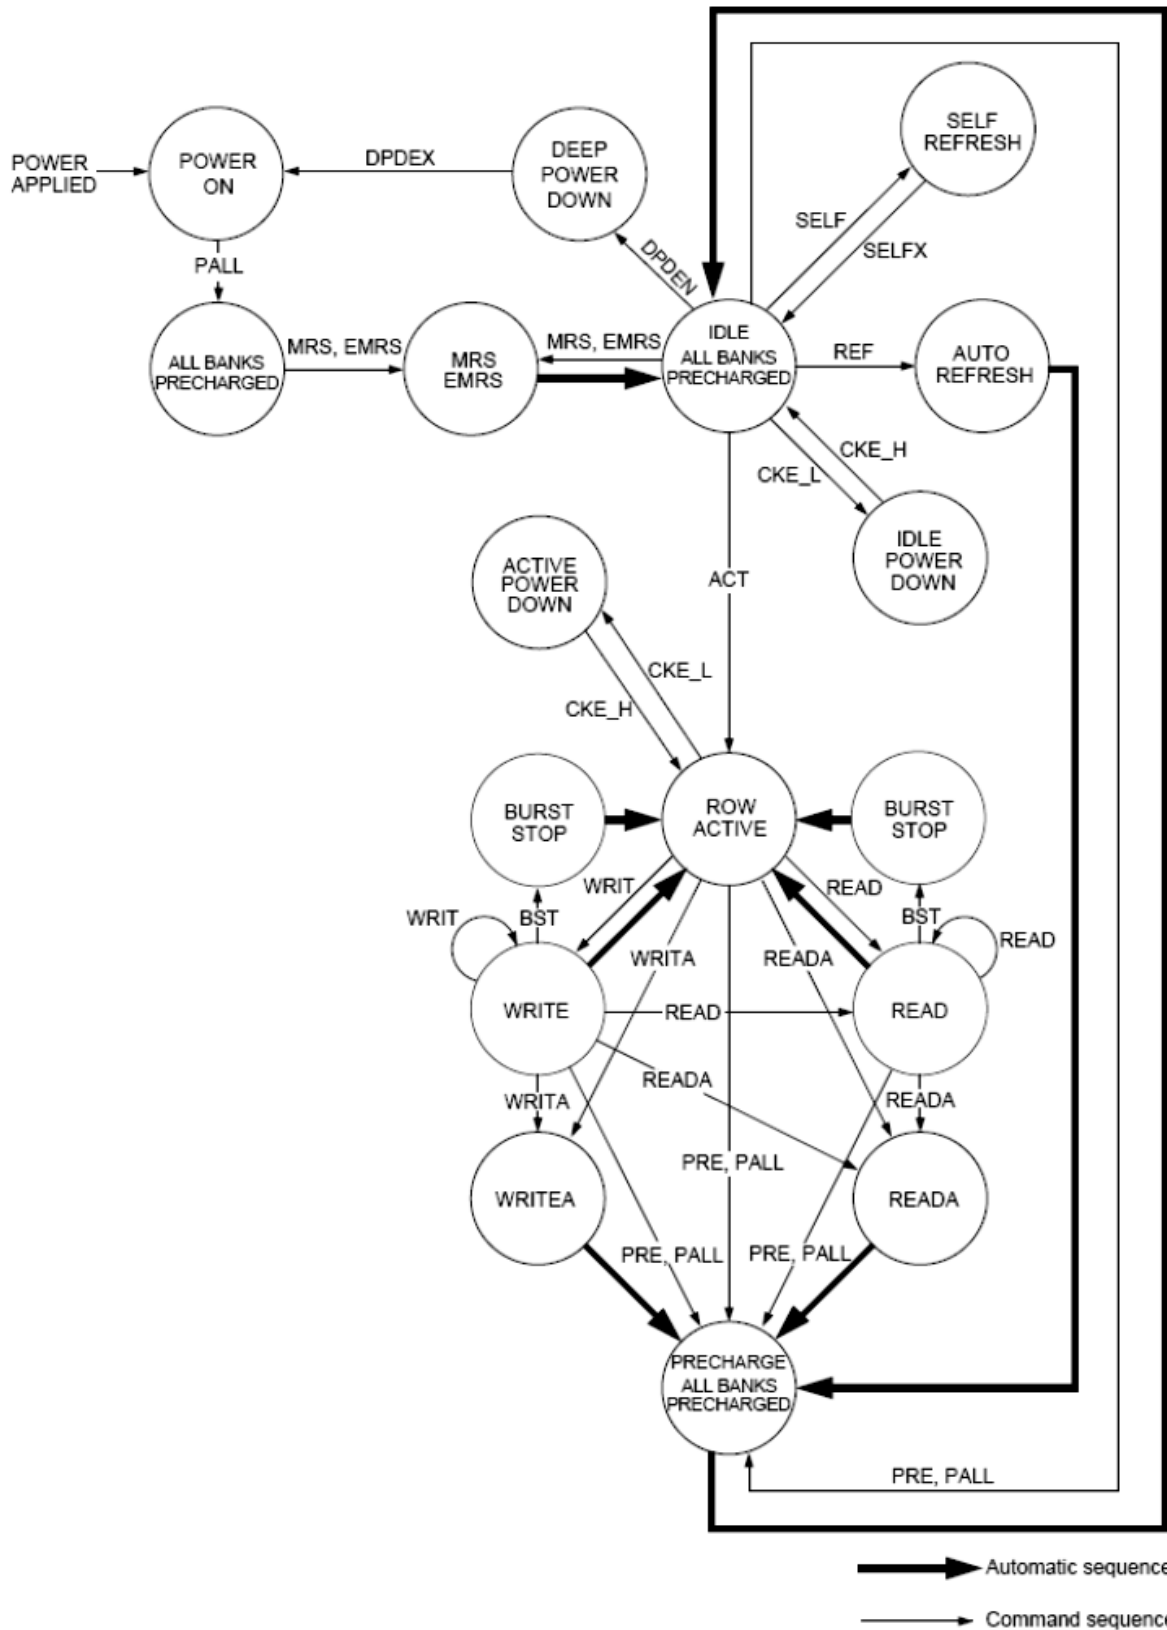 SELF
REFRESH
DEEP
POWER
DOWN
POWER
ON
POWER
APPLIED
DPDEX
SELF
SELFX
DPDEN
PALL
IDLE
ALL BANKS
PRECHARGED
ALL BANKS
PRECHARGED
MRS, EMRS
MRS
EMRS
MRS, EMRS
REF
AUTO
REFRESH
CKE_H
CKE_L
IDLE
POWER
DOWN
ACTIVE
POWER
DOWN
ACT
CKE_L
CKE_H
BURST
STOP
ROW
ACTIVE
BURST
STOP
WRIT
READ
WRIT
BST
BST
READ
WRITA
READA
WRITE
READ
READ
READA
WRITA
READA
PRE, PALL
WRITEA
READA
PRE, PALL
PRE, PALL
PRECHARGE
ALL BANKS
PRECHARGED
PRE, PALL
Automatic sequence
Command sequence